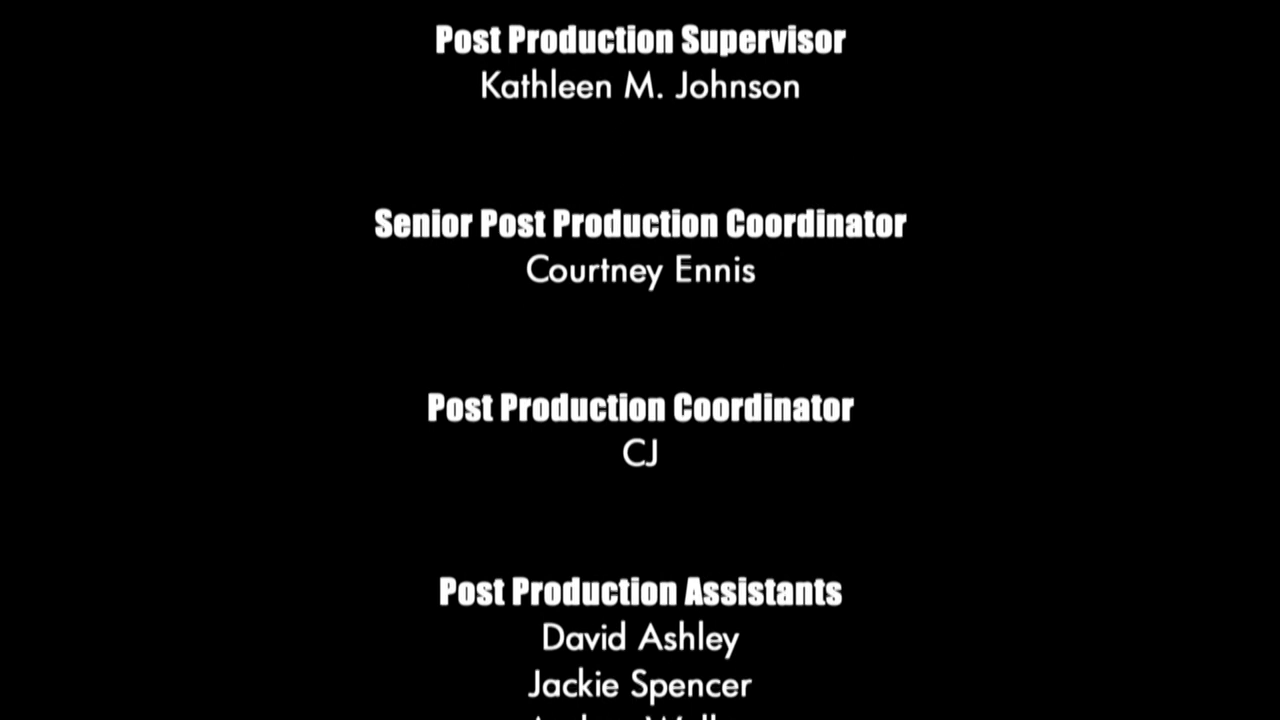 Post Production Supervisor
Kathleen M. Johnson
Senior Post Production Coordinator
Courtney Ennis
Post Production Coordinator
CJ
Post Production Assistants
David Ashley
Jackie Spencer